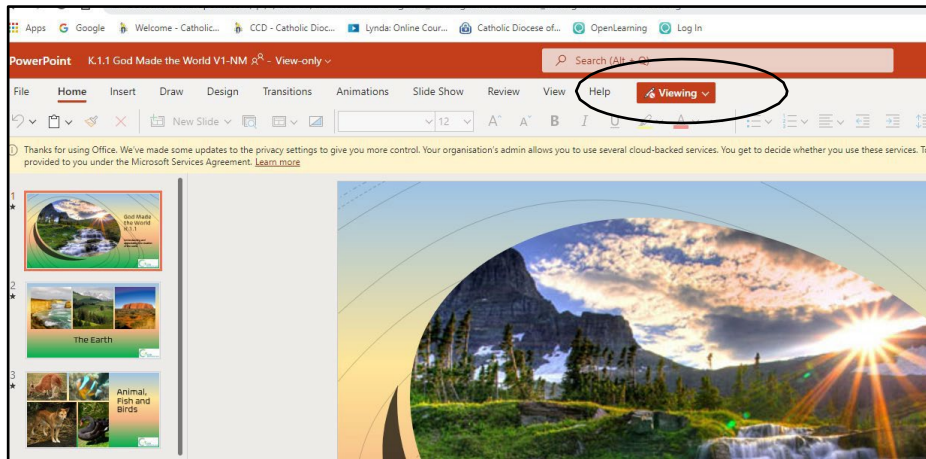 Apps Google Welcome - Catholic... CCD - Catholic Dioc... Lynda: Online Cour... Catholic Diocese of... OpenLearning Log In
PowerPoint K.1.1 God Made the World V1-NM - View-only Search (Alt + Q)
File Home Insert Draw Design Transitions Animations Slide Show Review View Help Viewing
New Slide 12 A A B I U A
Thanks for using Office. We've made some updates to the privacy settings to give you more control. Your organisation's admin allows you to use several cloud-backed services. You get to decide whether you use these services.
provided to you under the Microsoft Services Agreement. Learn more
1
God Made
the World
K.1.1
2
The Earth
3
Animal,
Fish and
Birds